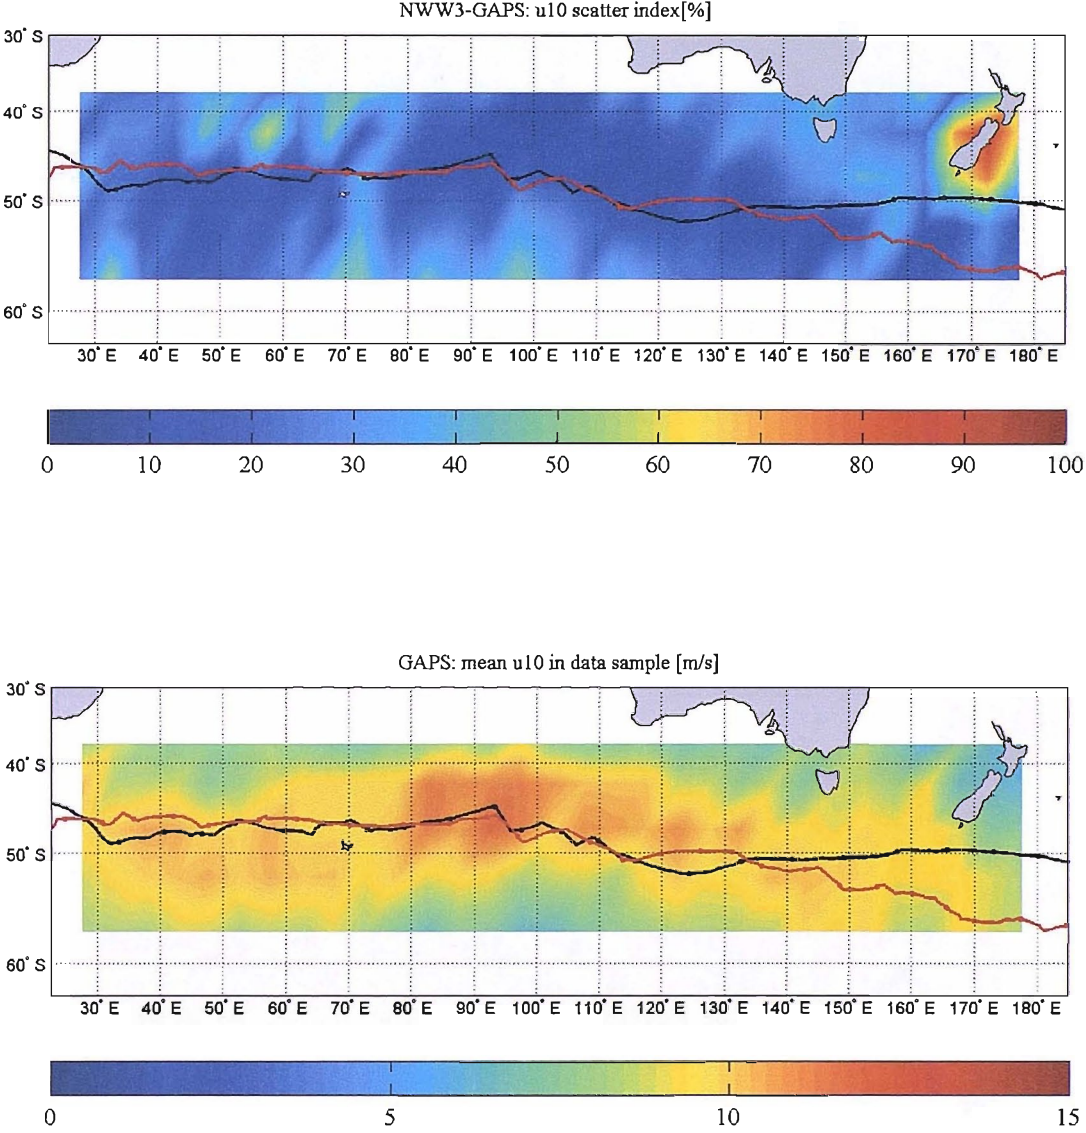 NWW3-GAPS: u10 scatter index[%]
30° S
40° S
50° S
60° S
30° E 40° E 50° E 60° E 70° E 80° E 90° E 100° E 110° E 120° E 130° E 140° E 150° E 160° E 170° E 180° E
0 10 20 30 40 50 60 70 80 90 100
GAPS: mean u10 in data sample [m/s]
30° S
40° S
50° S
60° S
30° E 40° E 50° E 60° E 70° E 80° E 90° E 100° E 110° E 120° E 130° E 140° E 150° E 160° E 170° E 180° E
0 5 10 15